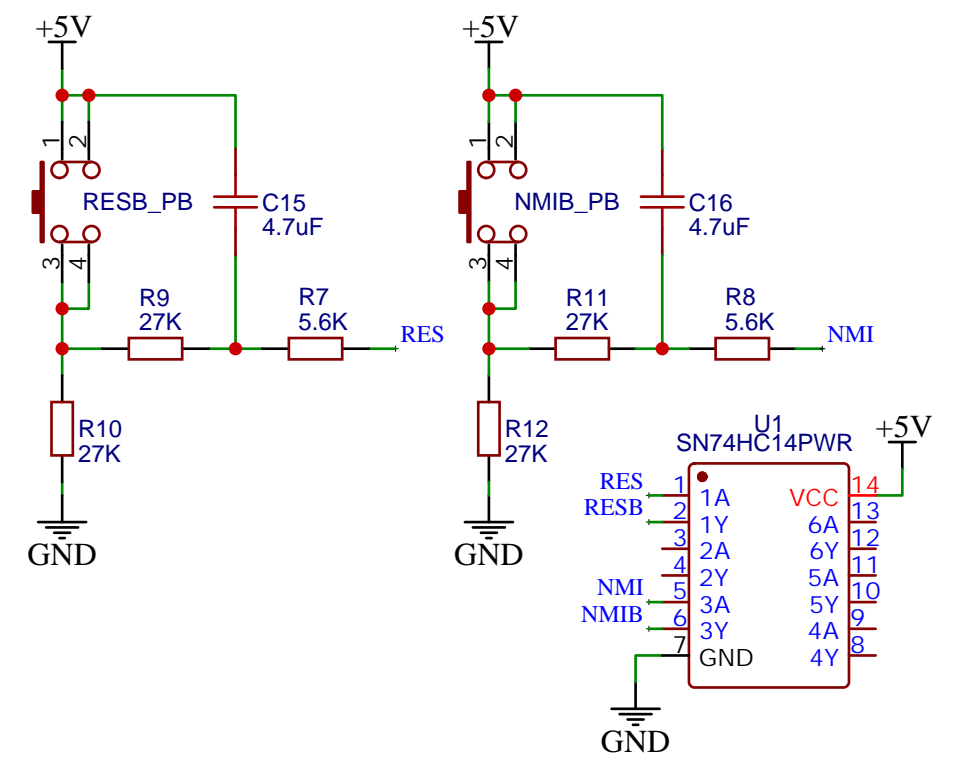 +5V
1
2
RESB_PB
3
4
C15
4.7uF
R9
27K
R7
5.6K
RES
R10
27K
GND
+5V
1
2
NMIB_PB
3
4
C16
4.7uF
R11
27K
R8
5.6K
NMI
R12
27K
GND
U1
SN74HC14PWR
+5V
RES 1 1A VCC 14
RESB 2 1Y 6A 13
3 2A 6Y 12
4 2Y 5A 11
NMI 5 3A 5Y 10
NMIB 6 3Y 4A 9
7 GND 4Y 8
GND